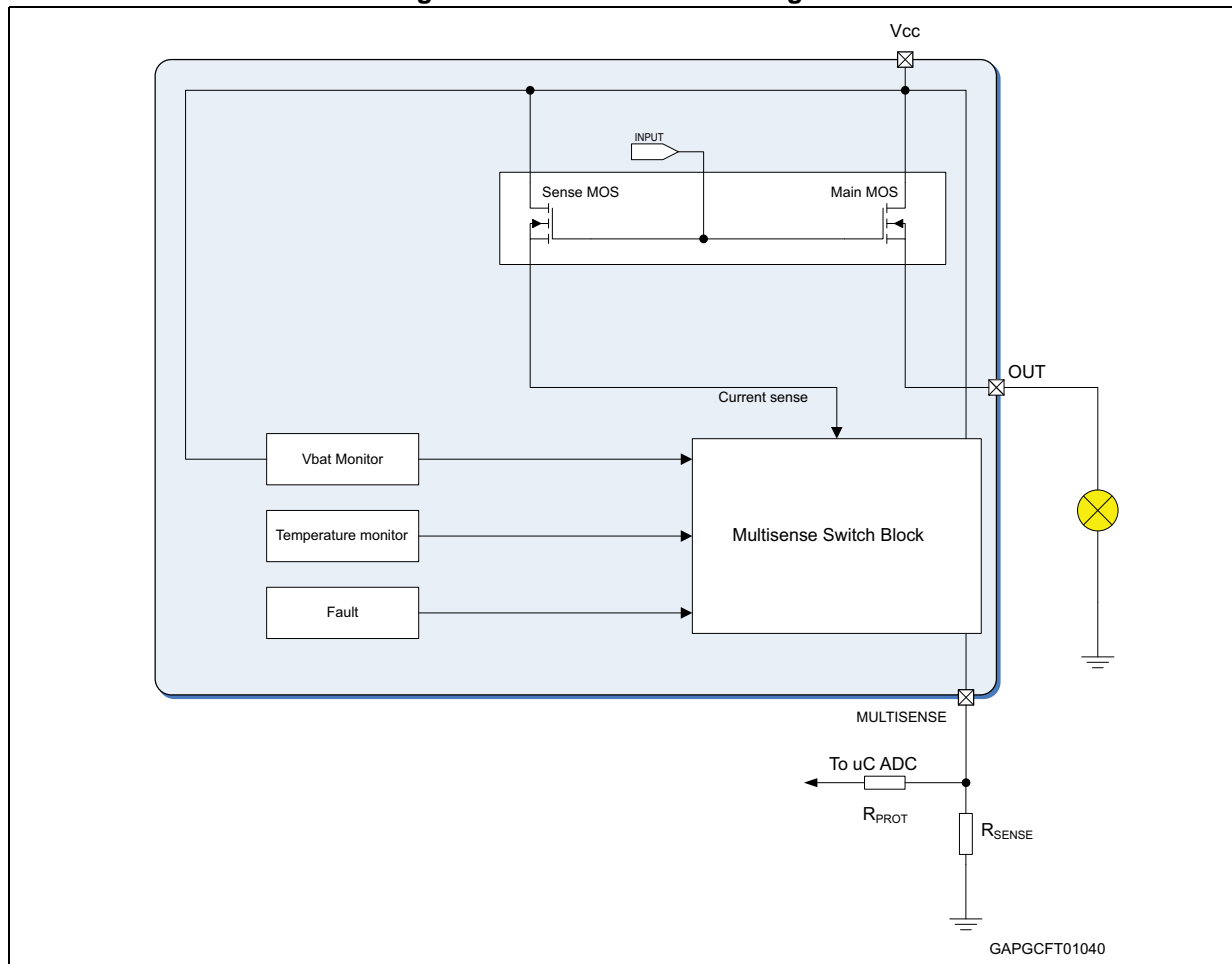 Vcc
INPUT
Sense MOS
Main MOS
OUT
Current sense
Vbat Monitor
Temperature monitor
Multisense Switch Block
Fault
MULTISENSE
To uC ADC
RPROT
RSENSE
GAPGCFT01040